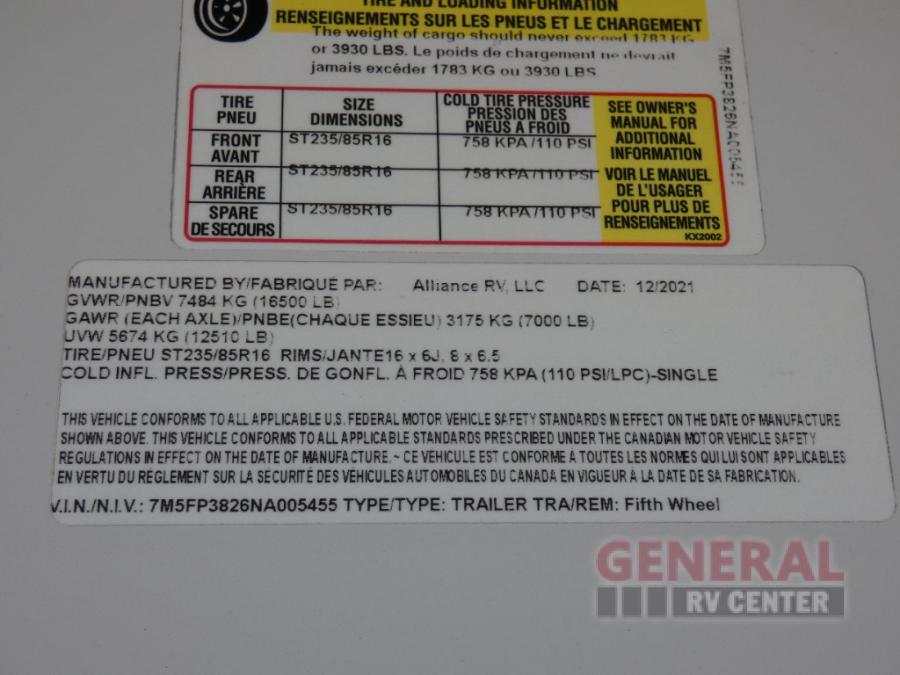 TIRE AND LOADING INFORMATION
RENSEIGNEMENTS SUR LES PNEUS ET LE CHARGEMENT
The weight of cargo should never exceed 1783 KG
or 3930 LBS. Le poids de chargement ne devrait
jamais excéder 1783 KG ou 3930 LBS.
TIRE PNEU SIZE DIMENSIONS COLD TIRE PRESSURE PRESSION DES PNEUS A FROID
FRONT AVANT ST235/85R16 758 KPA /110 PSI
REAR ARRIÈRE ST235/85R16 758 KPA /110 PSI
SPARE DE SECOURS ST235/85R16 758 KPA /110 PSI
SEE OWNER'S
MANUAL FOR
ADDITIONAL
INFORMATION
VOIR LE MANUEL
DE L'USAGER
POUR PLUS DE
RENSEIGNEMENTS
KX2002
7M5FP3826NA005455
MANUFACTURED BY/FABRIQUÉ PAR: Alliance RV, LLC DATE: 12/2021
GVWR/PNBV 7484 KG (16500 LB)
GAWR (EACH AXLE)/PNBE(CHAQUE ESSIEU) 3175 KG (7000 LB)
UVW 5674 KG (12510 LB)
TIRE/PNEU ST235/85R16 RIMS/JANTE16 x 6J, 8 x 6.5
COLD INFL. PRESS/PRESS. DE GONFL. À FROID 758 KPA (110 PSI/LPC)-SINGLE
THIS VEHICLE CONFORMS TO ALL APPLICABLE U.S. FEDERAL MOTOR VEHICLE SAFETY STANDARDS IN EFFECT ON THE DATE OF MANUFACTURE
SHOWN ABOVE. THIS VEHICLE CONFORMS TO ALL APPLICABLE STANDARDS PRESCRIBED UNDER THE CANADIAN MOTOR VEHICLE SAFETY
REGULATIONS IN EFFECT ON THE DATE OF MANUFACTURE. ~ CE VEHICULE EST CONFORME À TOUTES LES NORMES QUI LUI SONT APPLICABLES
EN VERTU DU RÈGLEMENT SUR LA SÉCURITÉ DES VÉHICULES AUTOMOBILES DU CANADA EN VIGUEUR À LA DATE DE SA FABRICATION.
V.I.N./N.I.V.: 7M5FP3826NA005455 TYPE/TYPE: TRAILER TRA/REM: Fifth Wheel
GENERAL
RV CENTER